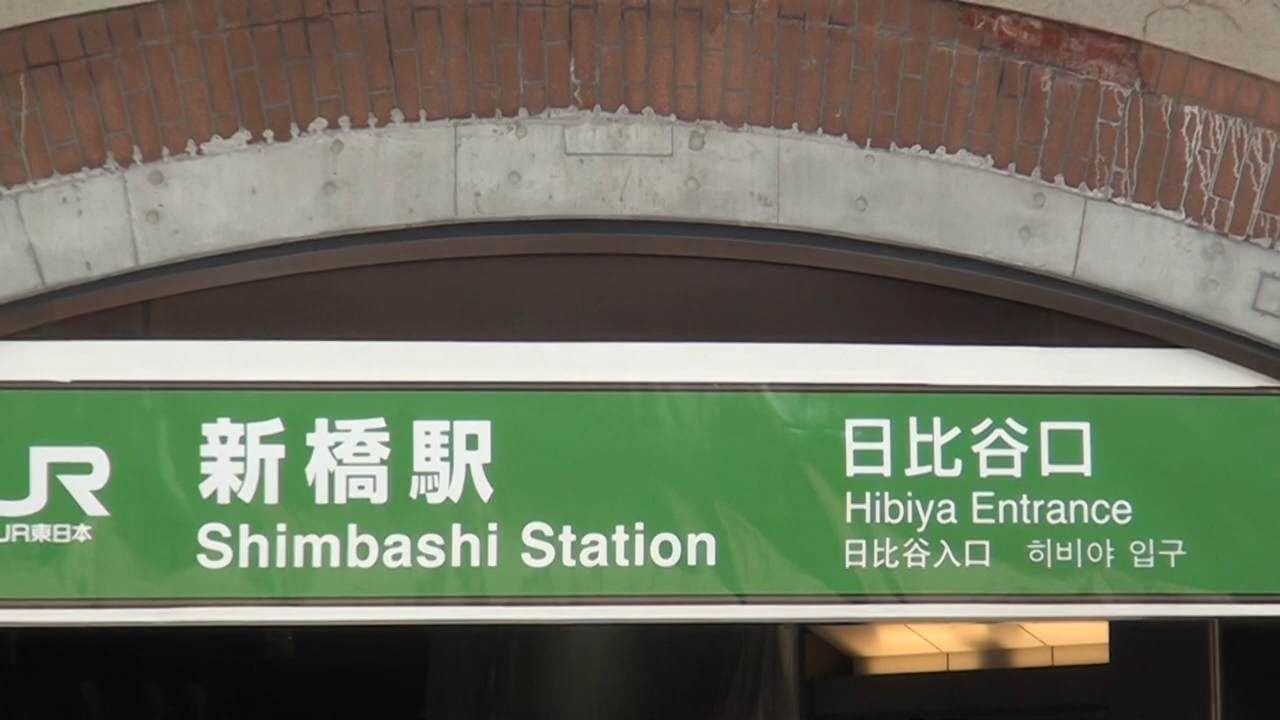 JR
JR東日本
新橋駅
Shimbashi Station
日比谷口
Hibiya Entrance
日比谷入口 히비야 입구